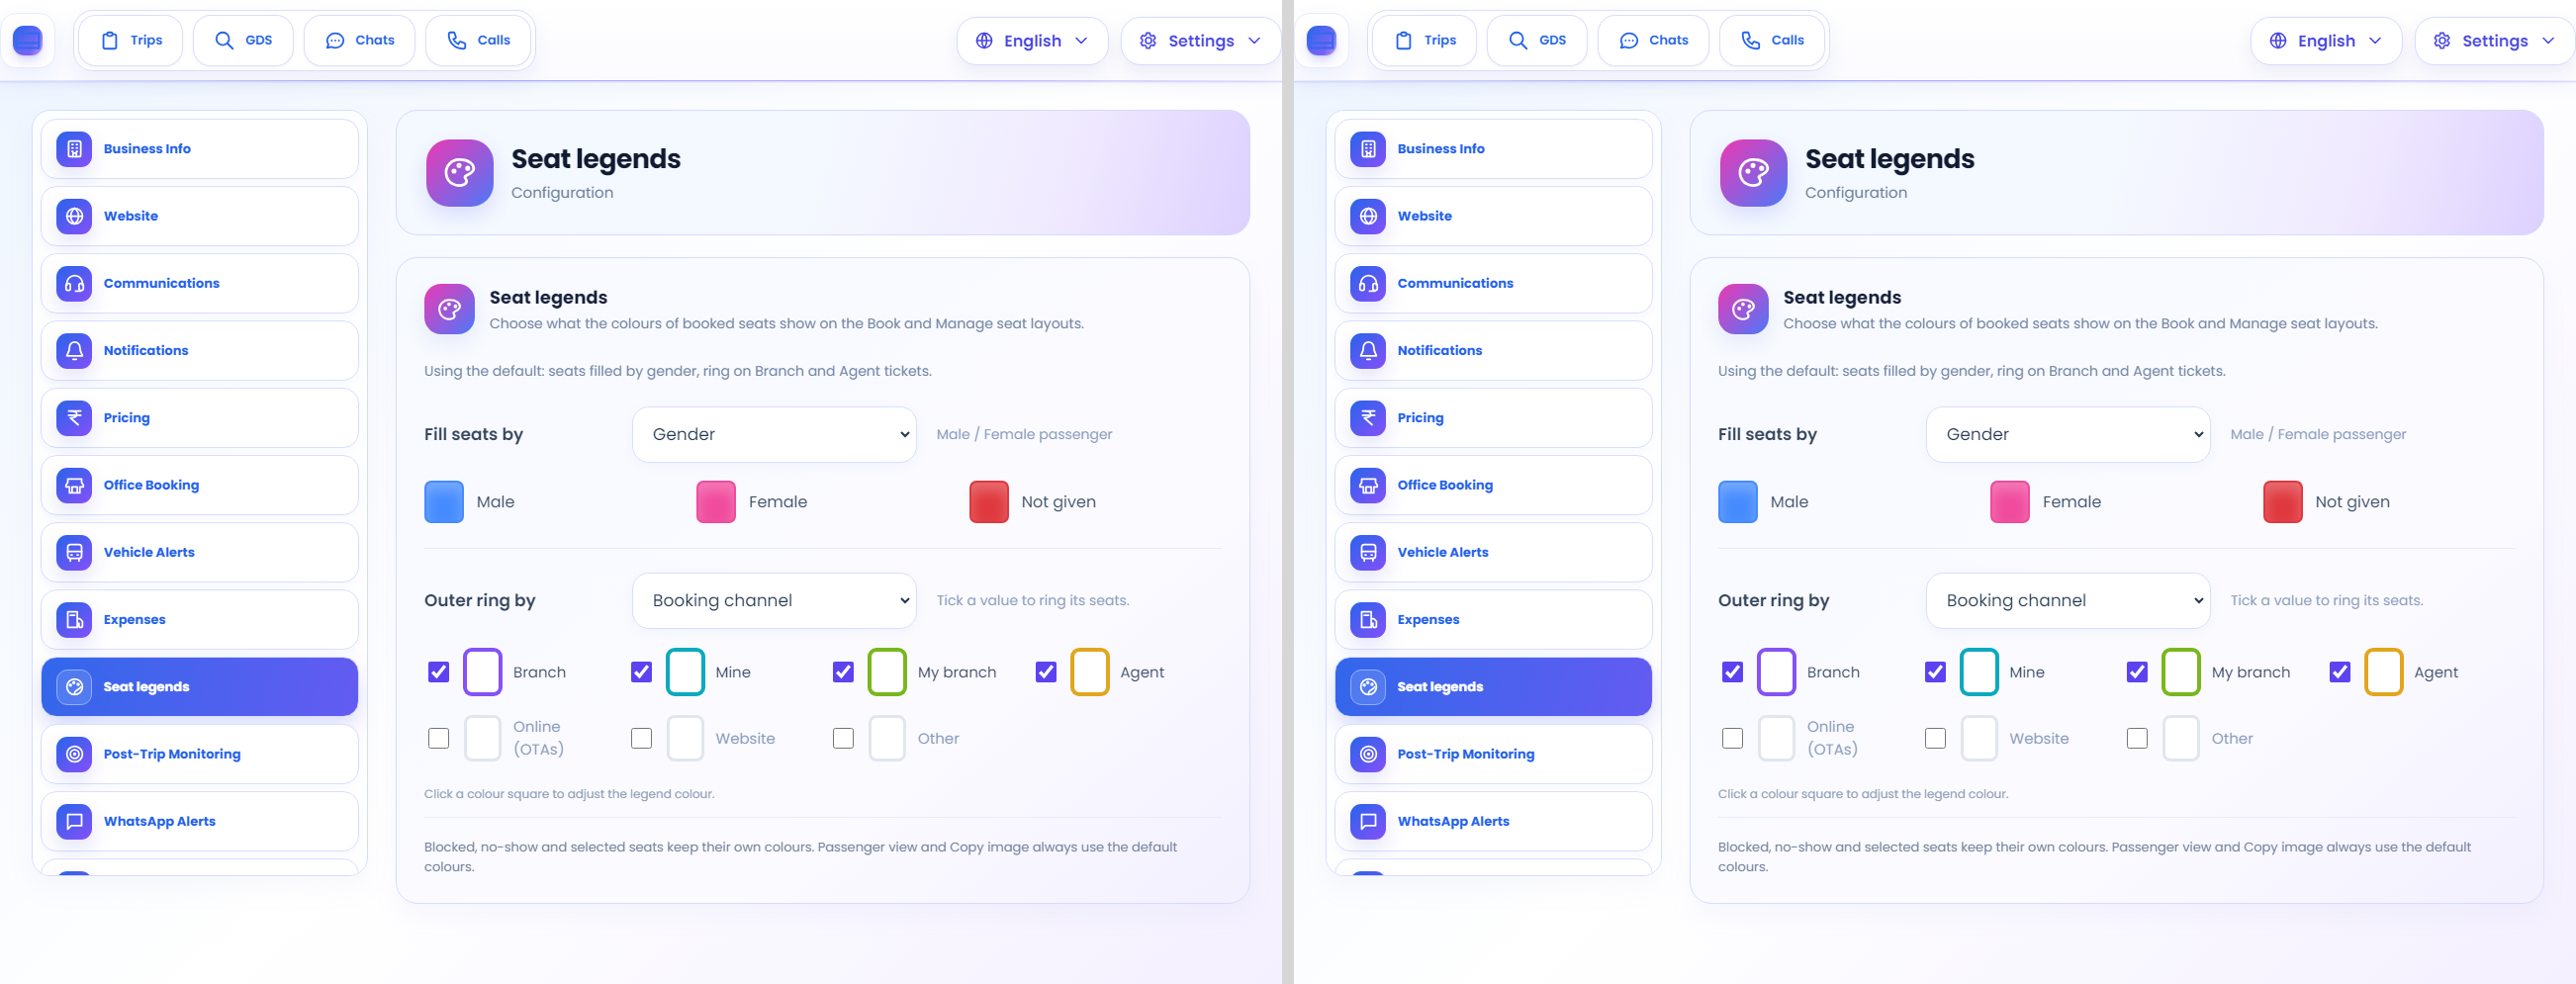 Trips
GDS
Chats
Calls
English
Settings
Business Info
Website
Communications
Notifications
Pricing
Office Booking
Vehicle Alerts
Expenses
Seat legends
Post-Trip Monitoring
WhatsApp Alerts
Seat legends
Configuration
Seat legends
Choose what the colours of booked seats show on the Book and Manage seat layouts.
Using the default: seats filled by gender, ring on Branch and Agent tickets.
Fill seats by
Gender
Male / Female passenger
Male
Female
Not given
Outer ring by
Booking channel
Tick a value to ring its seats.
Branch
Mine
My branch
Agent
Online
(OTAs)
Website
Other
Click a colour square to adjust the legend colour.
Blocked, no-show and selected seats keep their own colours. Passenger view and Copy image always use the default
colours.
Trips
GDS
Chats
Calls
English
Settings
Business Info
Website
Communications
Notifications
Pricing
Office Booking
Vehicle Alerts
Expenses
Seat legends
Post-Trip Monitoring
WhatsApp Alerts
Seat legends
Configuration
Seat legends
Choose what the colours of booked seats show on the Book and Manage seat layouts.
Using the default: seats filled by gender, ring on Branch and Agent tickets.
Fill seats by
Gender
Male / Female passenger
Male
Female
Not given
Outer ring by
Booking channel
Tick a value to ring its seats.
Branch
Mine
My branch
Agent
Online
(OTAs)
Website
Other
Click a colour square to adjust the legend colour.
Blocked, no-show and selected seats keep their own colours. Passenger view and Copy image always use the default
colours.